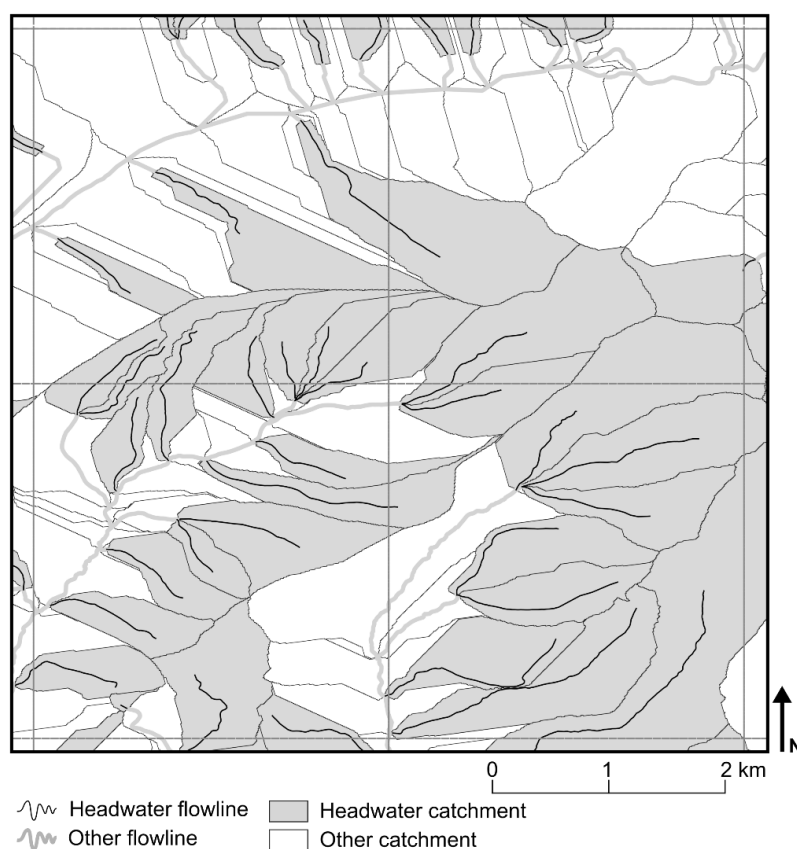 N
0 1 2 km
Headwater flowline
Headwater catchment
Other flowline
Other catchment